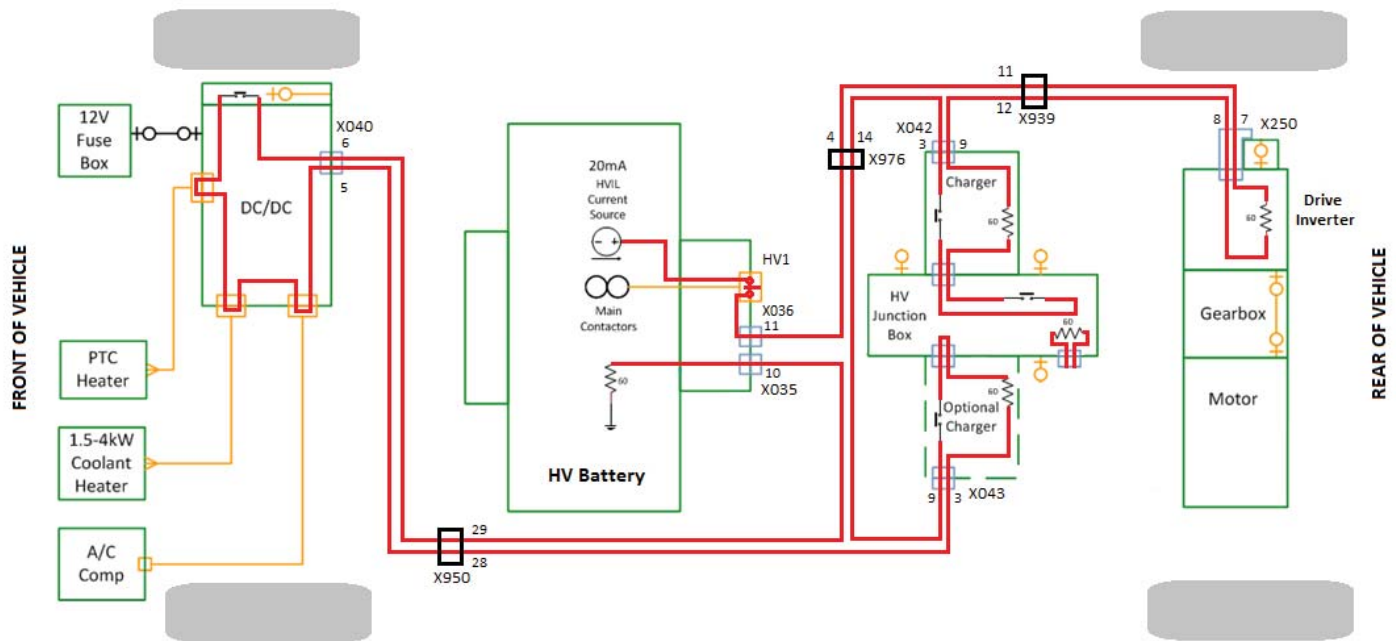 FRONT OF VEHICLE
12V
Fuse
Box
X040
6
5
DC/DC
PTC
Heater
1.5-4kW
Coolant
Heater
A/C
Comp
29
28
X950
20mA
HVIL
Current
Source
- +
Main
Contactors
60
HV Battery
HV1
X036
11
10
X035
4 14
X976
X042
3 9
Charger
60
HV
Junction
Box
60
60
Optional
Charger
9 3 X043
11
12
X939
8 7 X250
60
Drive
Inverter
Gearbox
Motor
REAR OF VEHICLE